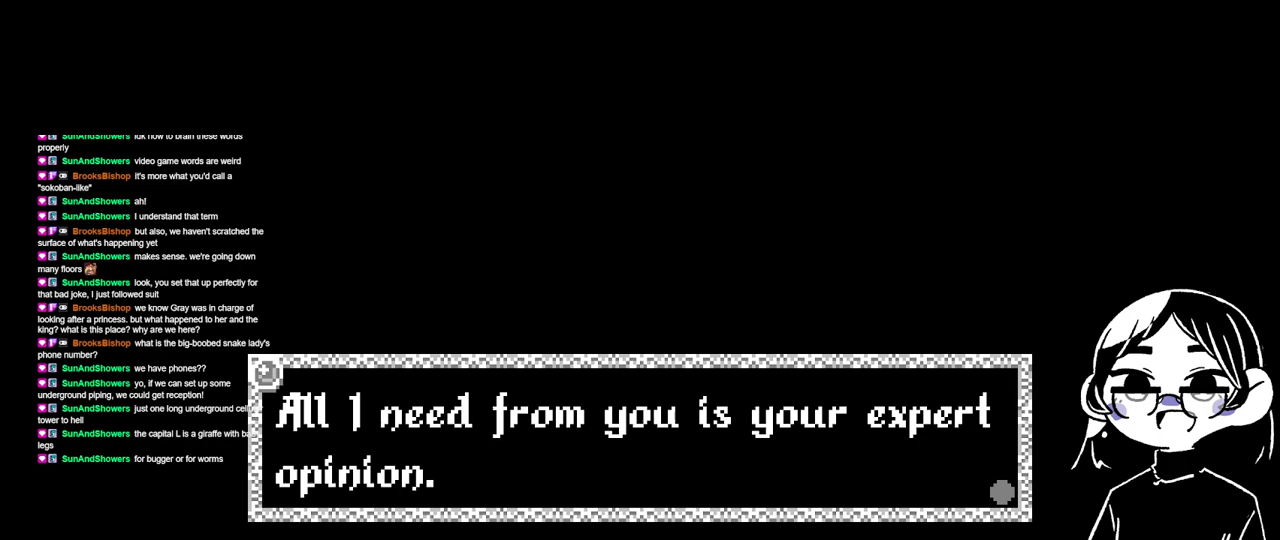 SunAndShowers idk how to brain these words
properly
SunAndShowers video game words are weird
BrooksBishop it's more what you'd call a
"sokoban-like"
SunAndShowers ah!
SunAndShowers I understand that term
BrooksBishop but also, we haven't scratched the
surface of what's happening yet
SunAndShowers makes sense. we're going down
many floors
SunAndShowers look, you set that up perfectly for
that bad joke, I just followed suit
BrooksBishop we know Gray was in charge of
looking after a princess. but what happened to her and the
king? what is this place? why are we here?
BrooksBishop what is the big-boobed snake lady's
phone number?
SunAndShowers we have phones??
SunAndShowers yo, if we can set up some
underground piping, we could get reception!
SunAndShowers just one long underground
tower to hell
SunAndShowers the capital L is a giraffe with
legs
SunAndShowers for bugger or for worms
All I need from you is your expert
opinion.